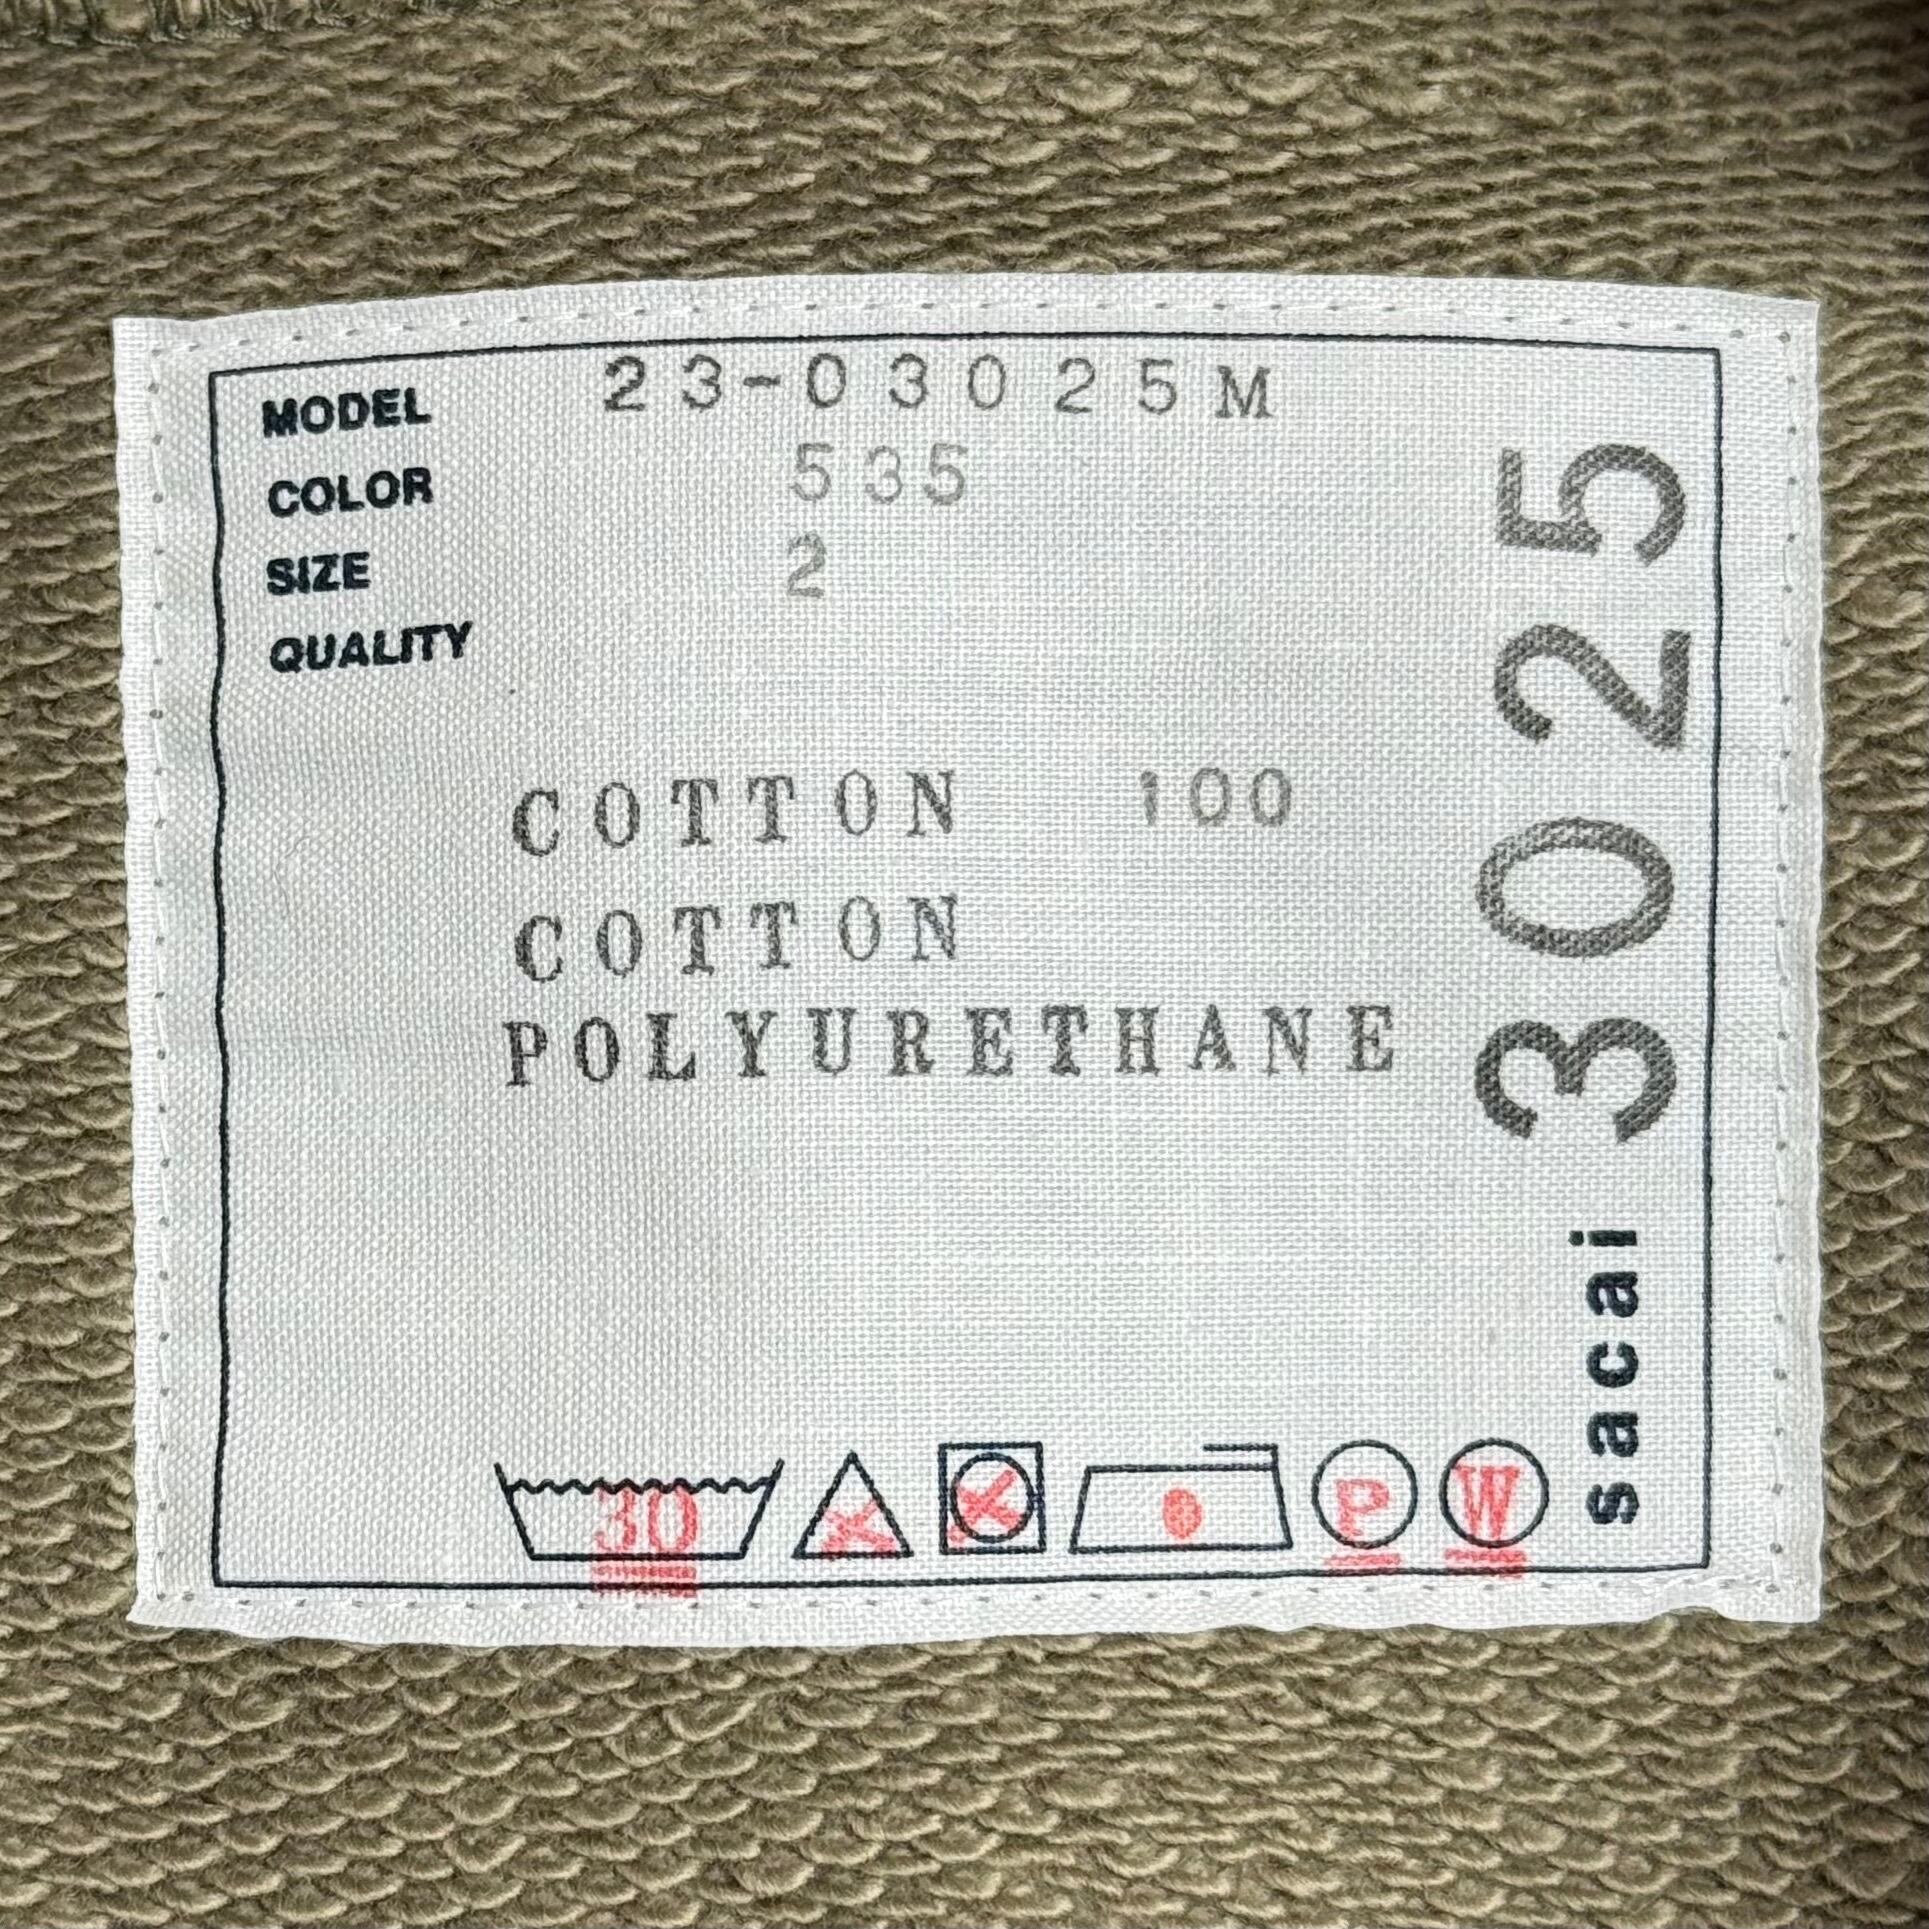 MODEL 23-03025M
COLOR 535
SIZE 2
QUALITY
COTTON 100
COTTON
POLYURETHANE
30
P
W
sacai 3025